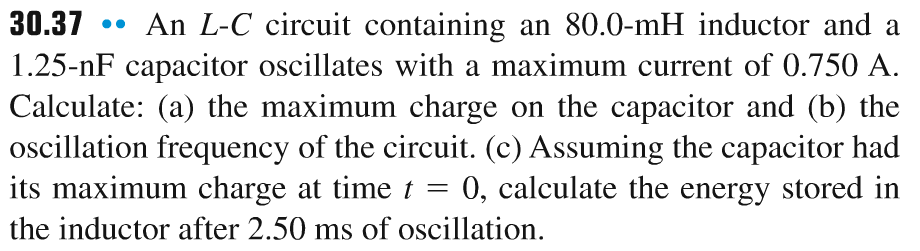 30.37 •• An L-C circuit containing an 80.0-mH inductor and a
1.25-nF capacitor oscillates with a maximum current of 0.750 A.
Calculate: (a) the maximum charge on the capacitor and (b) the
oscillation frequency of the circuit. (c) Assuming the capacitor had
its maximum charge at time t = 0, calculate the energy stored in
the inductor after 2.50 ms of oscillation.